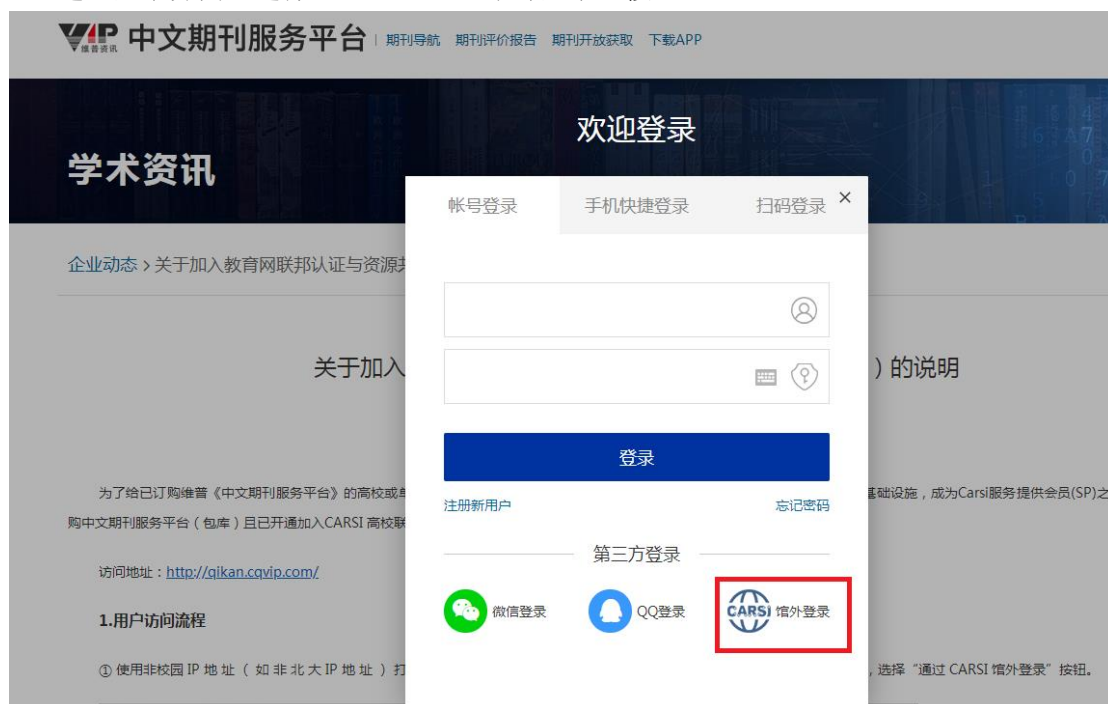 VIP 维普资讯 中文期刊服务平台 期刊导航 期刊评价报告 期刊开放获取 下载APP
欢迎登录
学术资讯
帐号登录 手机快捷登录 扫码登录 ×
企业动态 > 关于加入教育网联邦认证与资源
关于加入 ) 的说明
登录
为了给已订购维普《中文期刊服务平台》的高校或 基础设施，成为Carsi服务提供会员(SP)之
注册新用户 忘记密码
购中文期刊服务平台（包库）且已开通加入CARSI 高校联
第三方登录
访问地址：http://qikan.cqvip.com/
微信登录 QQ登录 CARSI 馆外登录
1.用户访问流程
① 使用非校园 IP 地 址 （ 如 非 北 大 IP 地 址 ） 打 ，选择 “通过 CARSI 馆外登录” 按钮。